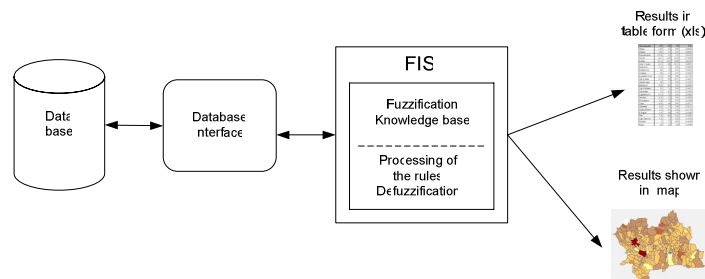 Data
base
Database
interface
FIS
Fuzzification
Knowledge base
Processing of
the rules
Defuzzification
Results in
table form (xls)
Results shown
in map